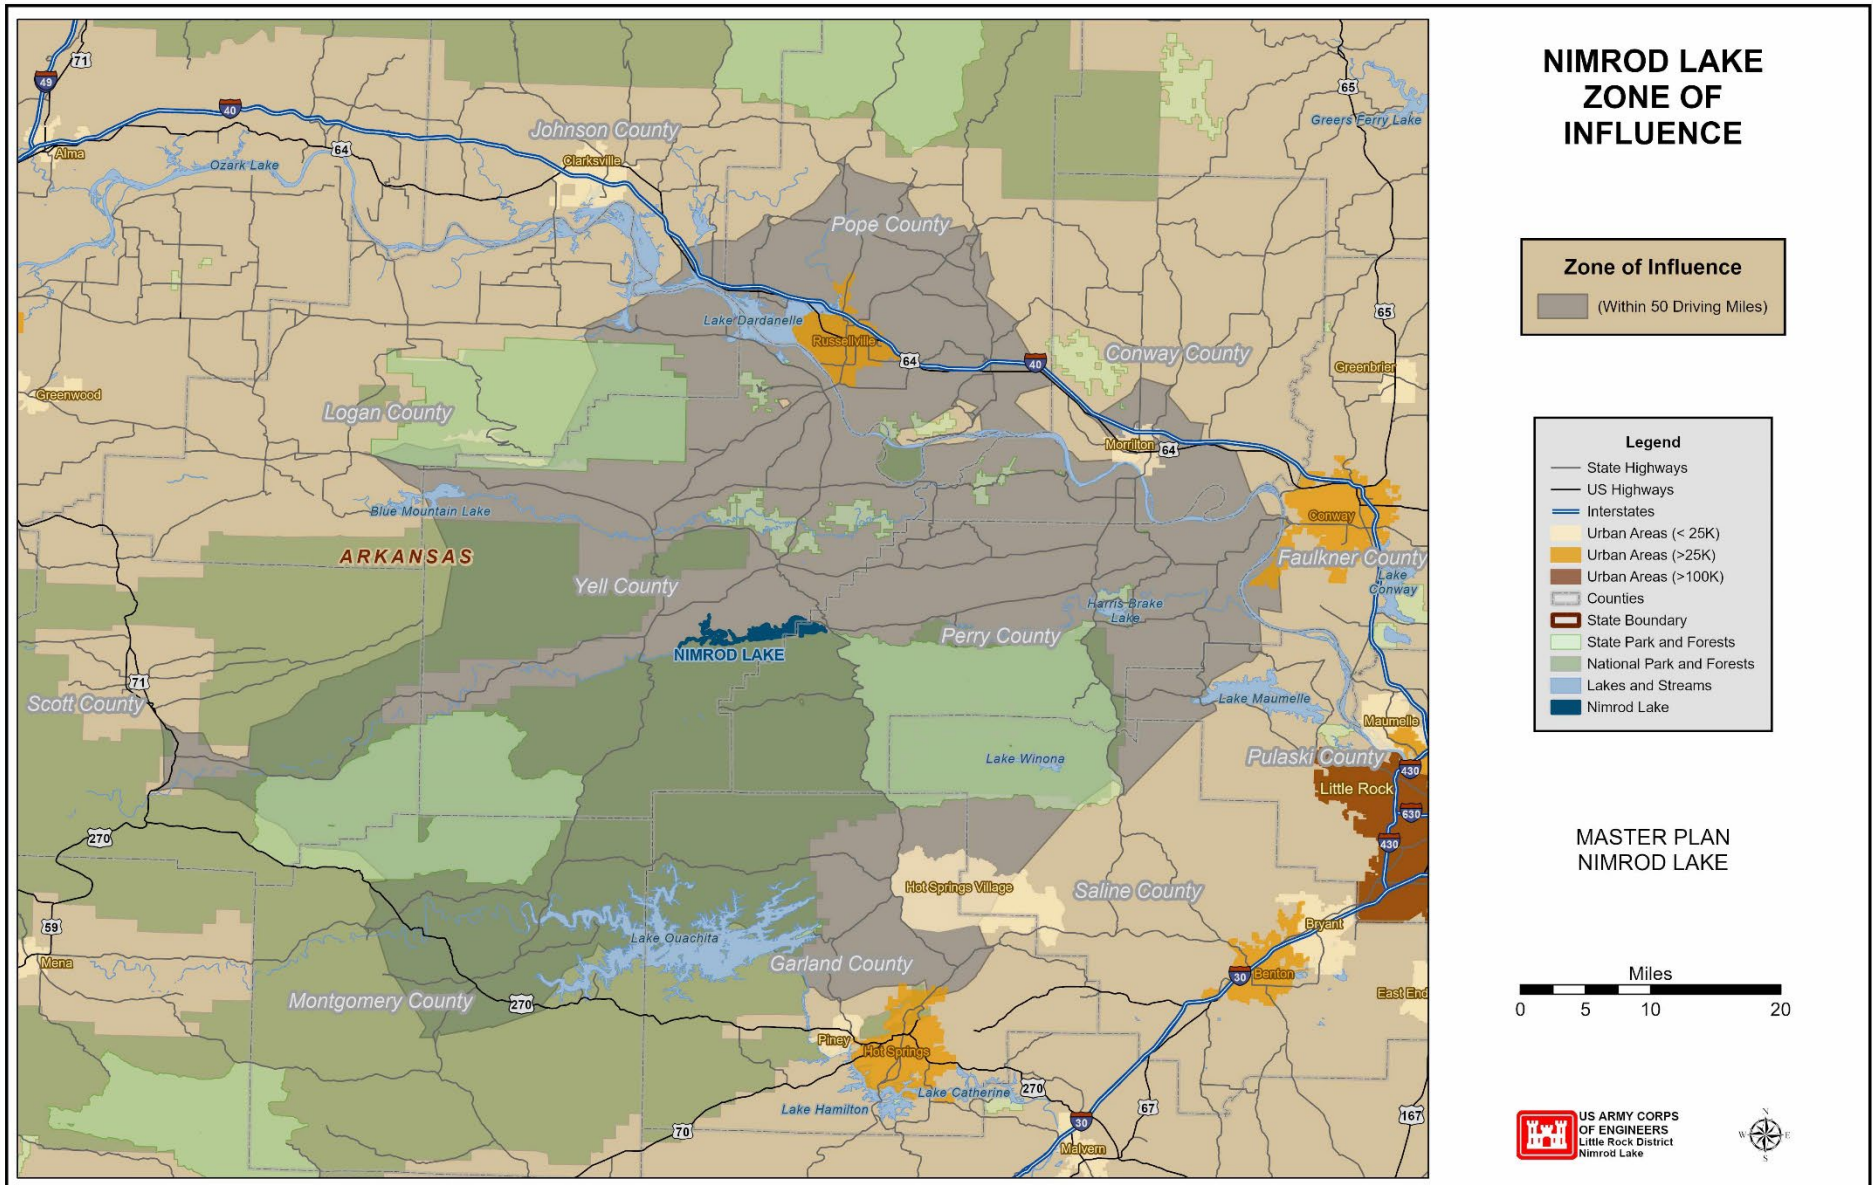 NIMROD LAKE
ZONE OF
INFLUENCE
Zone of Influence
(Within 50 Driving Miles)
Legend
State Highways
US Highways
Interstates
Urban Areas (< 25K)
Urban Areas (>25K)
Urban Areas (>100K)
Counties
State Boundary
State Park and Forests
National Park and Forests
Lakes and Streams
Nimrod Lake
MASTER PLAN
NIMROD LAKE
Miles
0 5 10 20
US ARMY CORPS
OF ENGINEERS
Little Rock District
Nimrod Lake
N
W E
S
71
49
40
65
Greers Ferry Lake
Johnson County
Alma
64
Clarksville
Ozark Lake
Pope County
Lake Dardanelle
65
Russellville
64
40
Conway County
Greenbrier
Greenwood
Logan County
Morrilton
64
Blue Mountain Lake
Conway
ARKANSAS
Faulkner County
Yell County
Lake
Conway
Harris Brake
Lake
Perry County
NIMROD LAKE
71
Scott County
Lake Maumelle
Maumelle
Lake Winona
Pulaski County
430
Little Rock
630
270
430
Hot Springs Village
Saline County
59
Bryant
Lake Ouachita
Mena
Garland County
30
Benton
Montgomery County
270
East End
Piney
Hot Springs
Lake Catherine
270
Lake Hamilton
67
167
30
70
Malvern